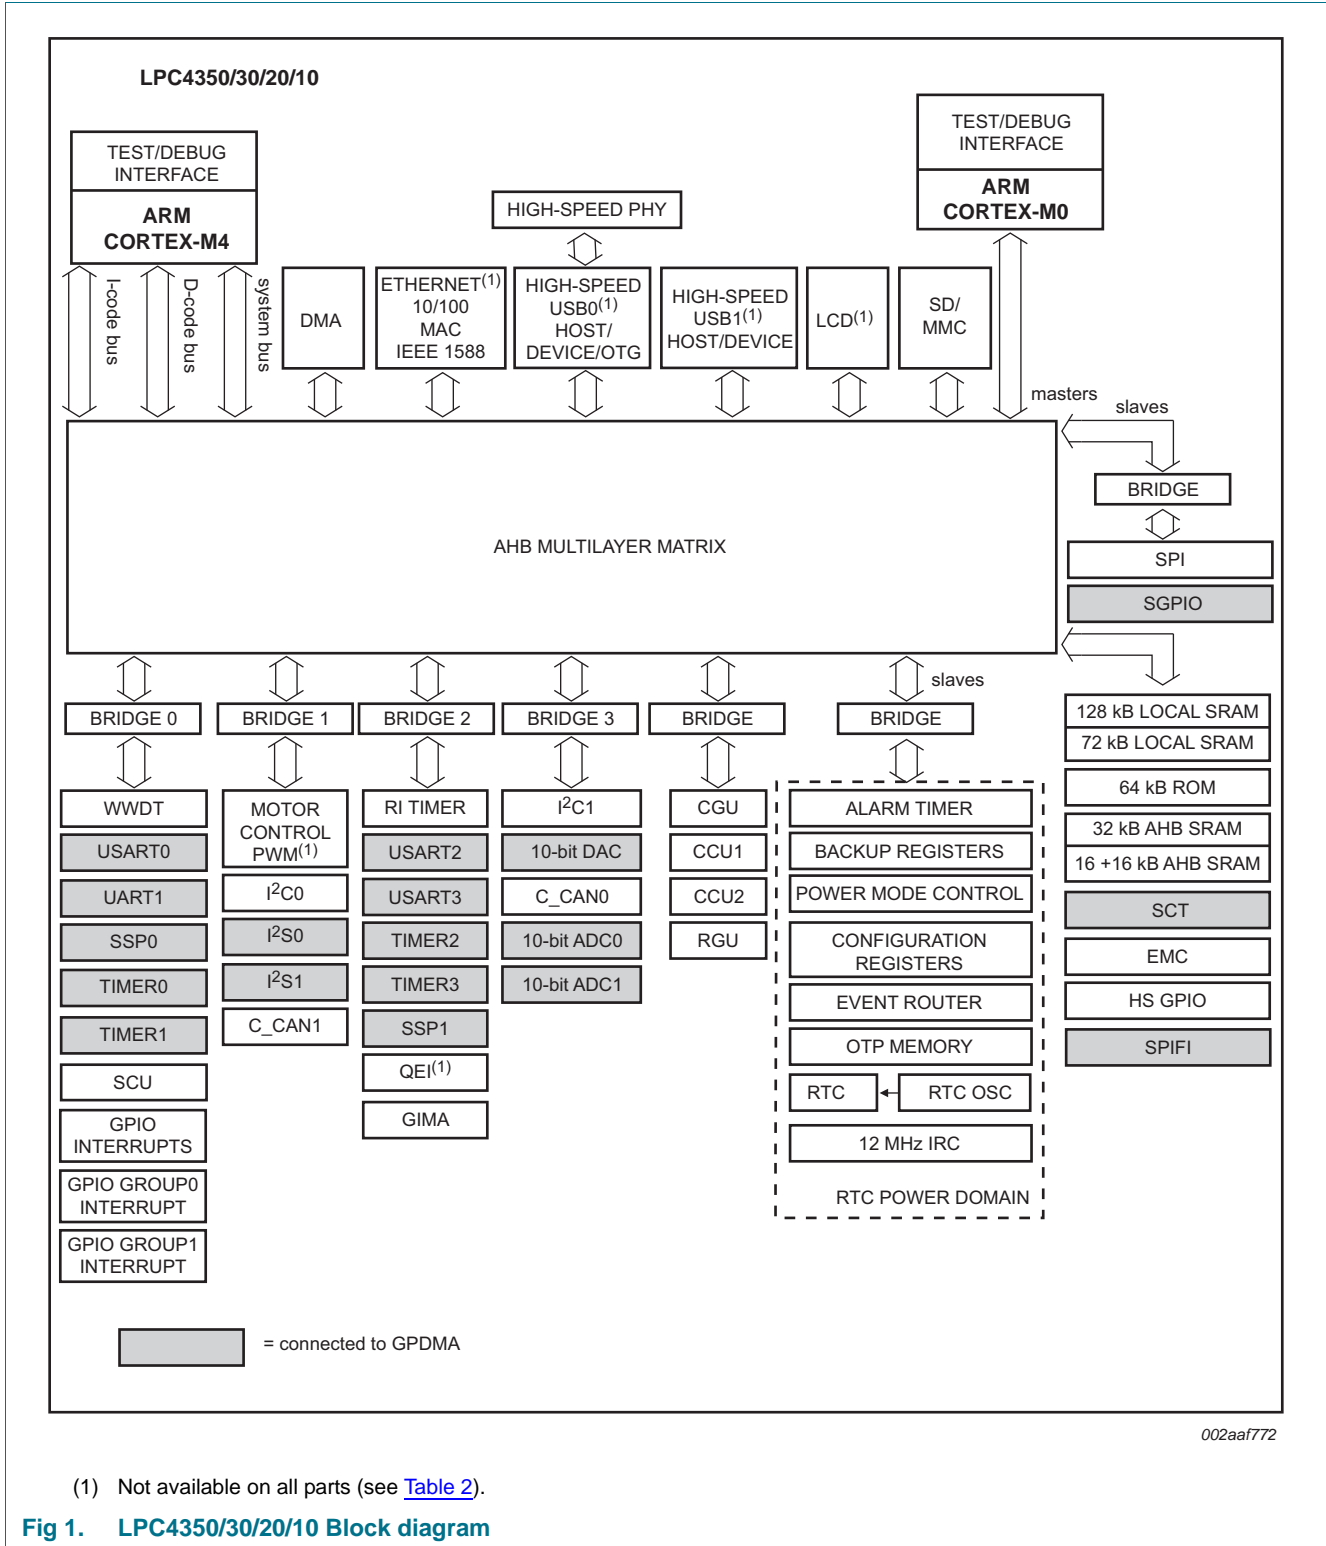 LPC4350/30/20/10
TEST/DEBUG
INTERFACE
ARM
CORTEX-M4
TEST/DEBUG
INTERFACE
ARM
CORTEX-M0
HIGH-SPEED PHY
I-code bus
D-code bus
system bus
DMA
ETHERNET(1)
10/100
MAC
IEEE 1588
HIGH-SPEED
USB0(1)
HOST/
DEVICE/OTG
HIGH-SPEED
USB1(1)
HOST/DEVICE
LCD(1)
SD/
MMC
masters
slaves
BRIDGE
SPI
SGPIO
AHB MULTILAYER MATRIX
slaves
BRIDGE 0
BRIDGE 1
BRIDGE 2
BRIDGE 3
BRIDGE
BRIDGE
WWDT
USART0
UART1
SSP0
TIMER0
TIMER1
SCU
GPIO
INTERRUPTS
GPIO GROUP0
INTERRUPT
GPIO GROUP1
INTERRUPT
MOTOR
CONTROL
PWM(1)
I2C0
I2S0
I2S1
C_CAN1
RI TIMER
USART2
USART3
TIMER2
TIMER3
SSP1
QEI(1)
GIMA
I2C1
10-bit DAC
C_CAN0
10-bit ADC0
10-bit ADC1
CGU
CCU1
CCU2
RGU
ALARM TIMER
BACKUP REGISTERS
POWER MODE CONTROL
CONFIGURATION
REGISTERS
EVENT ROUTER
OTP MEMORY
RTC
RTC OSC
12 MHz IRC
RTC POWER DOMAIN
128 kB LOCAL SRAM
72 kB LOCAL SRAM
64 kB ROM
32 kB AHB SRAM
16 +16 kB AHB SRAM
SCT
EMC
HS GPIO
SPIFI
= connected to GPDMA
002aaf772
(1) Not available on all parts (see Table 2).
Fig 1. LPC4350/30/20/10 Block diagram